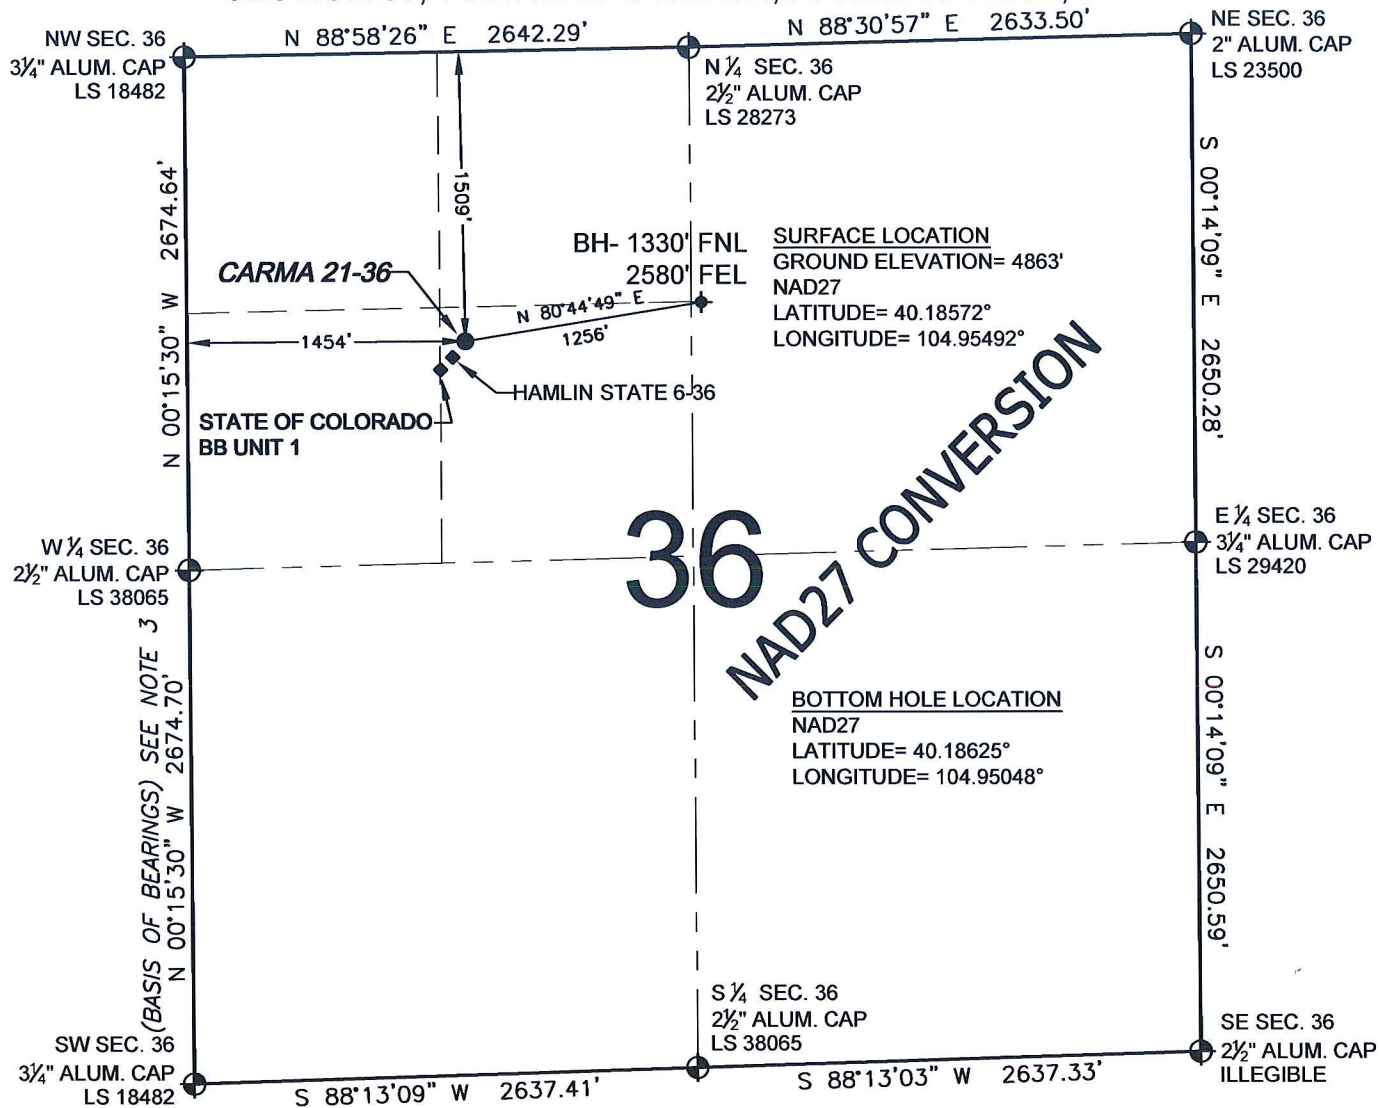 NW SEC. 36
3¼" ALUM. CAP
LS 18482
N 88°58'26" E 2642.29'
N 88°30'57" E 2633.50'
NE SEC. 36
2" ALUM. CAP
LS 23500
N ¼ SEC. 36
2½" ALUM. CAP
LS 28273
N 00°15'30" W 2674.64'
1509'
S 00°14'09" E 2650.28'
BH- 1330' FNL
2580' FEL
SURFACE LOCATION
GROUND ELEVATION= 4863'
NAD27
LATITUDE= 40.18572°
LONGITUDE= 104.95492°
CARMA 21-36
N 80°44'49" E
1256'
1454'
HAMLIN STATE 6-36
STATE OF COLORADO
BB UNIT 1
36
NAD27 CONVERSION
W ¼ SEC. 36
2½" ALUM. CAP
LS 38065
E ¼ SEC. 36
3¼" ALUM. CAP
LS 29420
(BASIS OF BEARINGS) SEE NOTE 3
N 00°15'30" W 2674.70'
S 00°14'09" E 2650.59'
BOTTOM HOLE LOCATION
NAD27
LATITUDE= 40.18625°
LONGITUDE= 104.95048°
S ¼ SEC. 36
2½" ALUM. CAP
LS 38065
SW SEC. 36
3¼" ALUM. CAP
LS 18482
S 88°13'09" W 2637.41'
S 88°13'03" W 2637.33'
SE SEC. 36
2½" ALUM. CAP
ILLEGIBLE